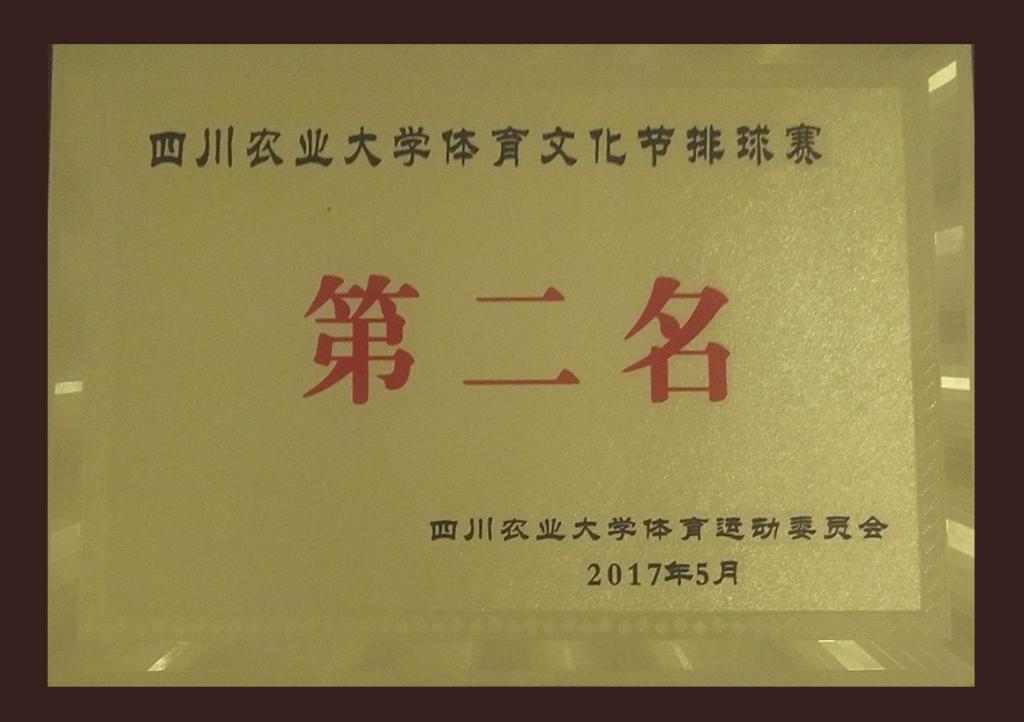 四川农业大学体育文化节排球赛
第二名
四川农业大学体育运动委员会
2017年5月